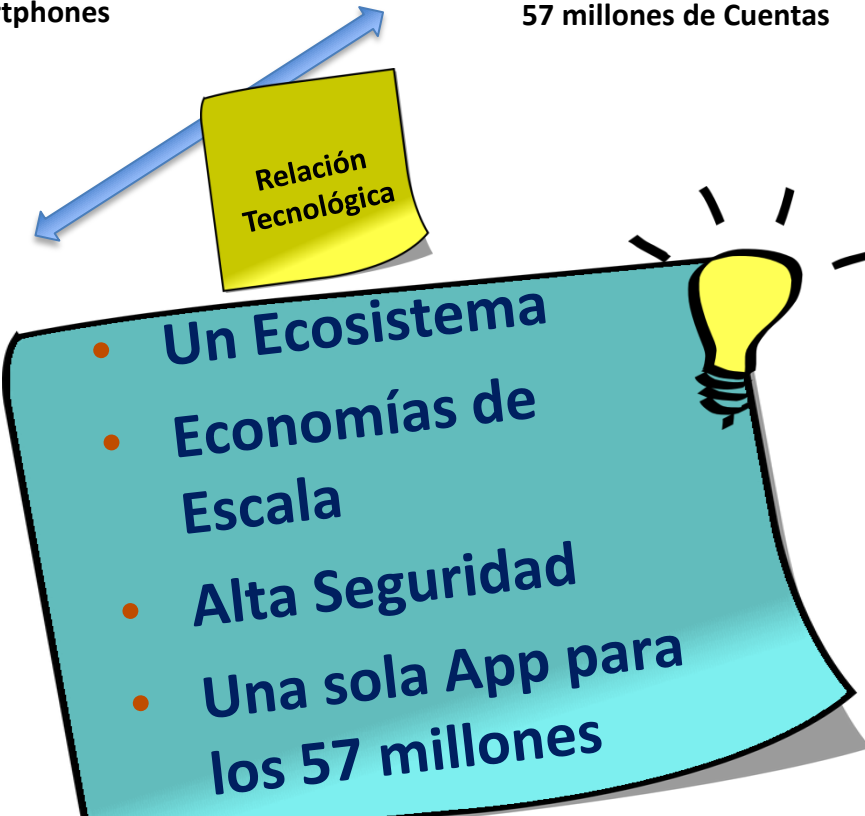 rtphones
57 millones de Cuentas
Relación
Tecnológica
• Un Ecosistema
• Economías de
Escala
• Alta Seguridad
• Una sola App para
los 57 millones